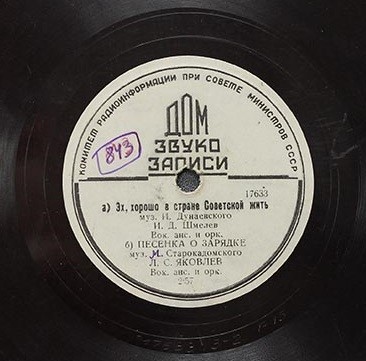 КОМИТЕТ РАДИОИНФОРМАЦИИ ПРИ СОВЕТЕ МИНИСТРОВ СССР
ДОМ
ЗВУКО
ЗАПИСИ
843
17633
а) Эх, хорошо в стране Советской жить
муз. И. Дунаевского
И. Д. Шмелев
Вок. анс. и орк.
б) ПЕСЕНКА О ЗАРЯДКЕ
муз. М. Старокадомского
Л. С. ЯКОВЛЕВ
Вок. анс. и орк.